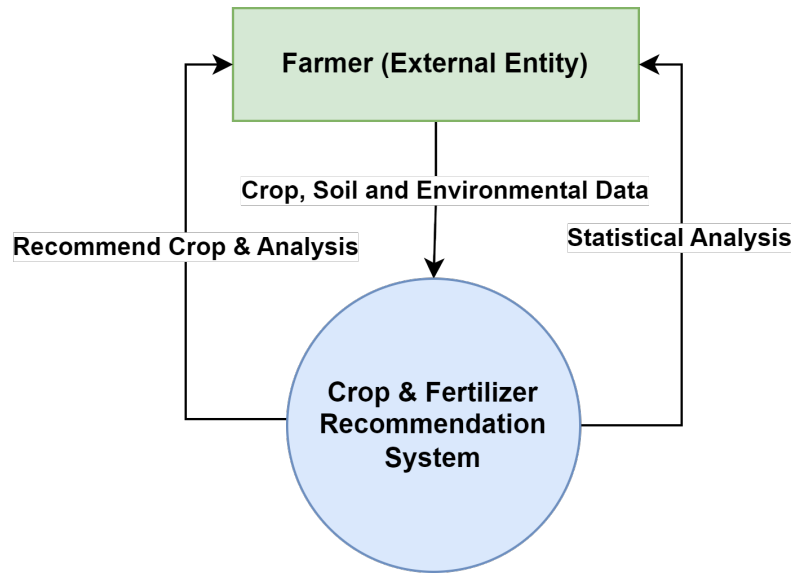 Farmer (External Entity)
Crop, Soil and Environmental Data
Statistical Analysis
Recommend Crop & Analysis
Crop & Fertilizer
Recommendation
System